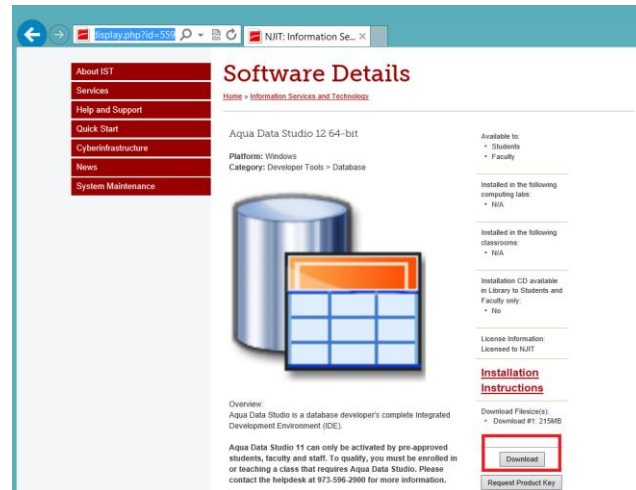 display.php?id=559
NJIT: Information Se...
About IST
Services
Help and Support
Quick Start
Cyberinfrastructure
News
System Maintenance
Software Details
Home » Information Services and Technology
Aqua Data Studio 12 64-bit
Platform: Windows
Category: Developer Tools > Database
Overview:
Aqua Data Studio is a database developer's complete Integrated
Development Environment (IDE).
Aqua Data Studio 11 can only be activated by pre-approved
students, faculty and staff. To qualify, you must be enrolled in
or teaching a class that requires Aqua Data Studio. Please
contact the helpdesk at 973-596-2900 for more information.
Available to:
• Students
• Faculty
Installed in the following
computing labs:
• N/A
Installed in the following
classrooms:
• N/A
Installation CD available
in Library to Students and
Faculty only:
• No
License Information:
Licensed to NJIT
Installation
Instructions
Download Filesize(s):
• Download #1: 215MB
Download
Request Product Key